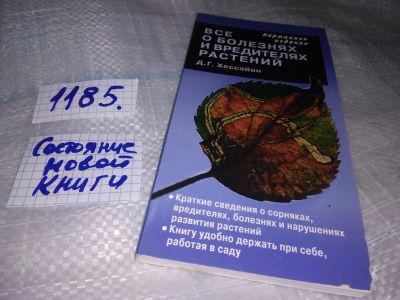 1185.
Состояние
новой
книги
Карманное
издание
ВСЕ
О БОЛЕЗНЯХ
И ВРЕДИТЕЛЯХ
РАСТЕНИЙ
Д.Г. Хессайон
• Краткие сведения о сорняках,
вредителях, болезнях и нарушениях
развития растений
• Книгу удобно держать при себе,
работая в саду